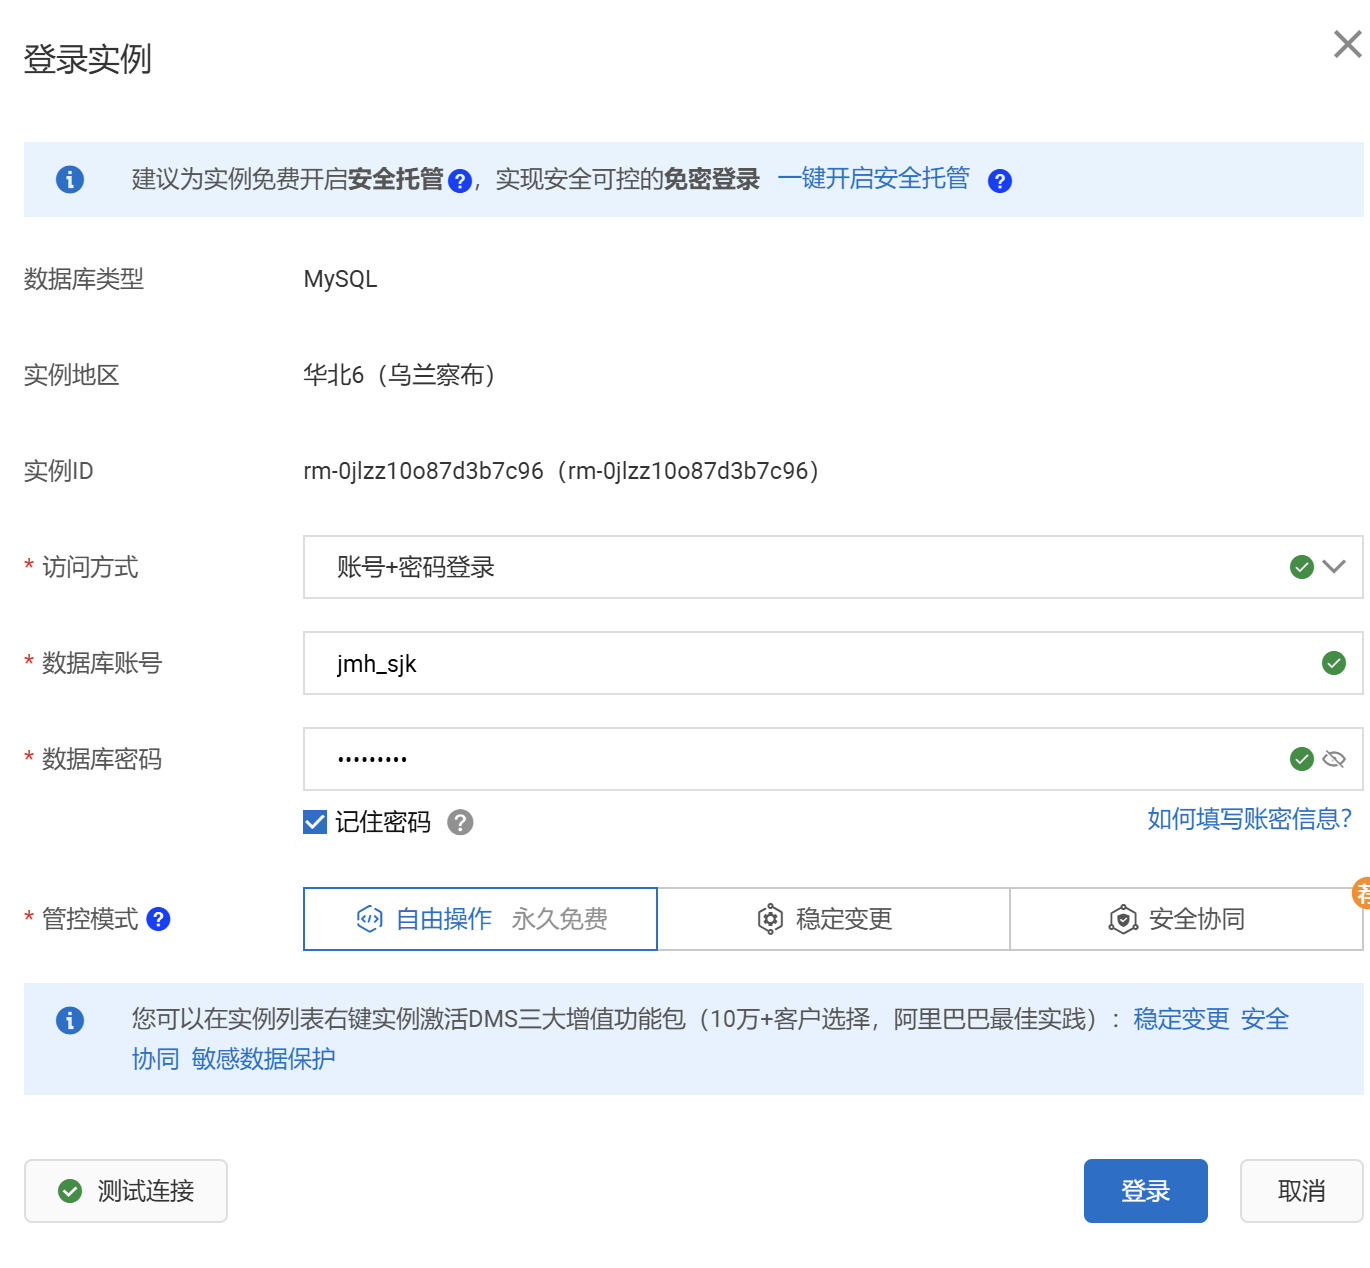 登录实例
建议为实例免费开启安全托管?，实现安全可控的免密登录 一键开启安全托管 ?
数据库类型 MySQL
实例地区 华北6（乌兰察布）
实例ID rm-0jlzz10o87d3b7c96（rm-0jlzz10o87d3b7c96）
* 访问方式 账号+密码登录
* 数据库账号 jmh_sjk
* 数据库密码 •••••••••
记住密码 ? 如何填写账密信息?
荐
* 管控模式 ? 自由操作 永久免费 稳定变更 安全协同
您可以在实例列表右键实例激活DMS三大增值功能包（10万+客户选择，阿里巴巴最佳实践）：稳定变更 安全
协同 敏感数据保护
测试连接 登录 取消